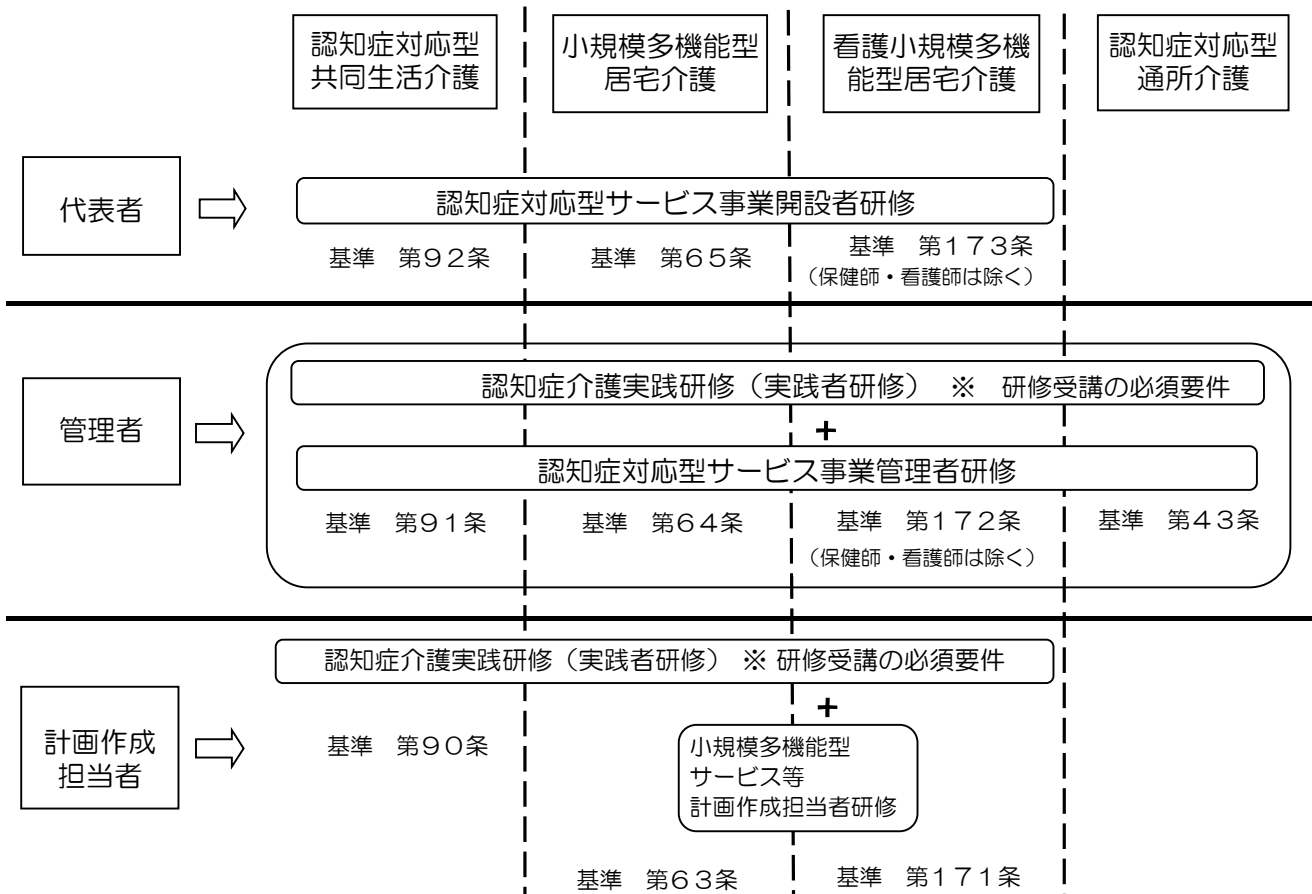 認知症対応型
共同生活介護
小規模多機能型
居宅介護
看護小規模多機
能型居宅介護
認知症対応型
通所介護
代表者
認知症対応型サービス事業開設者研修
基準　第９２条
基準　第６５条
基準　第１７３条
（保健師・看護師は除く）
管理者
認知症介護実践研修（実践者研修）　※　研修受講の必須要件
+
認知症対応型サービス事業管理者研修
基準　第９１条
基準　第６４条
基準　第１７２条
（保健師・看護師は除く）
基準　第４３条
計画作成
担当者
認知症介護実践研修（実践者研修）　※ 研修受講の必須要件
+
基準　第９０条
小規模多機能型
サービス等
計画作成担当者研修
基準　第６３条
基準　第１７１条